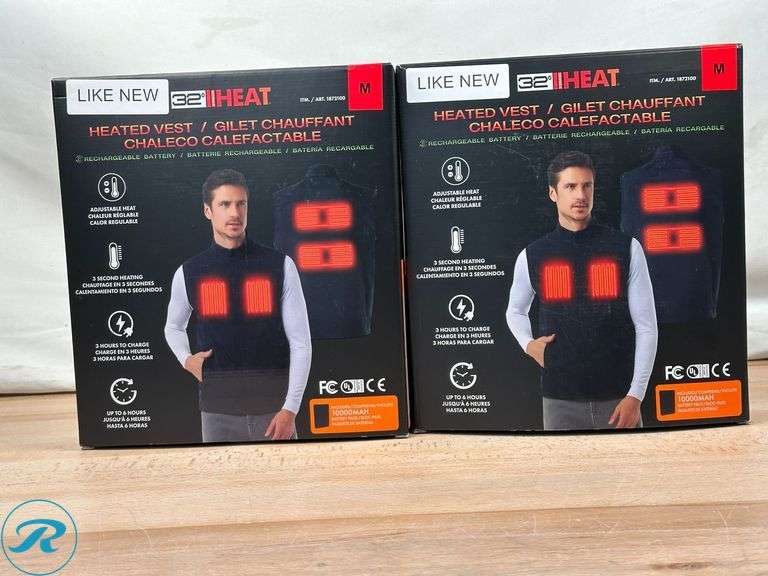 LIKE NEW
32° HEAT
ITM. / ART. 1872100
M
HEATED VEST / GILET CHAUFFANT
CHALECO CALEFACTABLE
RECHARGEABLE BATTERY / BATTERIE RECHARGEABLE / BATERÍA RECARGABLE
ADJUSTABLE HEAT
CHALEUR RÉGLABLE
CALOR REGULABLE
3 SECOND HEATING
CHAUFFAGE EN 3 SECONDES
CALENTAMIENTO EN 3 SEGUNDOS
3 HOURS TO CHARGE
CHARGE EN 3 HEURES
3 HORAS PARA CARGAR
UP TO 6 HOURS
JUSQU'À 6 HEURES
HASTA 6 HORAS
FC UL CE
10000MAH
LIKE NEW
32° HEAT
ITM. / ART. 1872100
M
HEATED VEST / GILET CHAUFFANT
CHALECO CALEFACTABLE
RECHARGEABLE BATTERY / BATTERIE RECHARGEABLE / BATERÍA RECARGABLE
ADJUSTABLE HEAT
CHALEUR RÉGLABLE
CALOR REGULABLE
3 SECOND HEATING
CHAUFFAGE EN 3 SECONDES
CALENTAMIENTO EN 3 SEGUNDOS
3 HOURS TO CHARGE
CHARGE EN 3 HEURES
3 HORAS PARA CARGAR
UP TO 6 HOURS
JUSQU'À 6 HEURES
HASTA 6 HORAS
FC UL CE
10000MAH
R